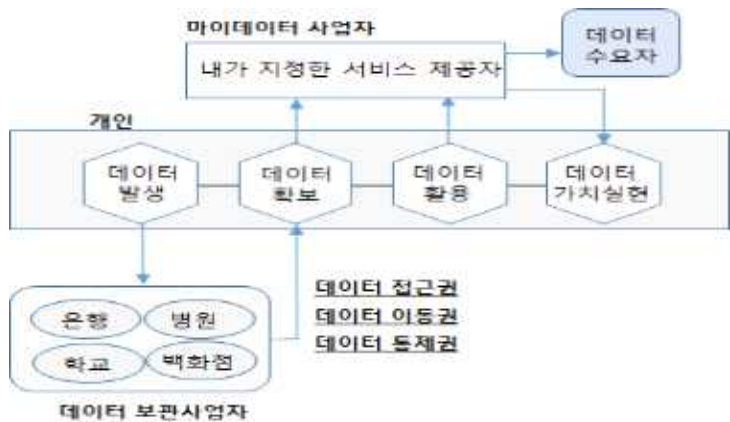 마이데이터 사업자
내가 지정한 서비스 제공자
데이터
수요자
개인
데이터
발생
데이터
확보
데이터
활용
데이터
가치실현
데이터 접근권
데이터 이동권
데이터 통제권
은행
병원
학교
백화점
데이터 보관사업자